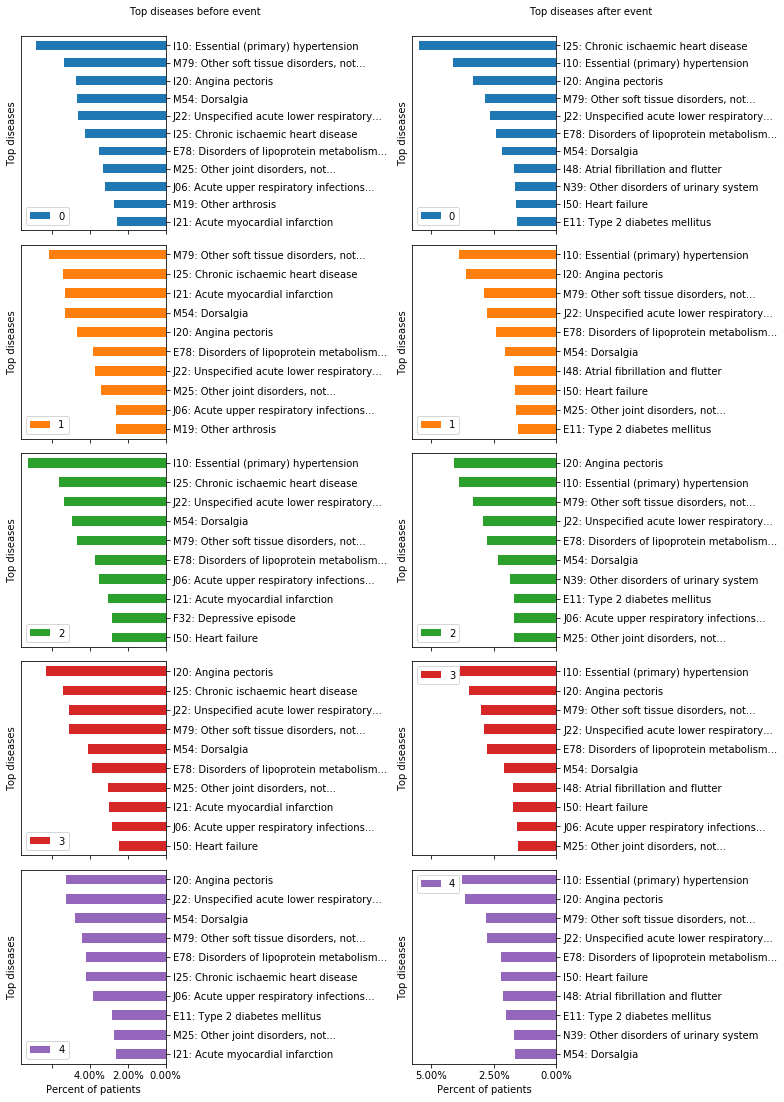 Top diseases before event
Top diseases after event
Top diseases
I10: Essential (primary) hypertension
M79: Other soft tissue disorders, not...
I20: Angina pectoris
M54: Dorsalgia
J22: Unspecified acute lower respiratory...
I25: Chronic ischaemic heart disease
E78: Disorders of lipoprotein metabolism...
M25: Other joint disorders, not...
J06: Acute upper respiratory infections...
M19: Other arthrosis
I21: Acute myocardial infarction
0
Top diseases
I25: Chronic ischaemic heart disease
I10: Essential (primary) hypertension
I20: Angina pectoris
M79: Other soft tissue disorders, not...
J22: Unspecified acute lower respiratory...
E78: Disorders of lipoprotein metabolism...
M54: Dorsalgia
I48: Atrial fibrillation and flutter
N39: Other disorders of urinary system
I50: Heart failure
E11: Type 2 diabetes mellitus
0
Top diseases
M79: Other soft tissue disorders, not...
I25: Chronic ischaemic heart disease
I21: Acute myocardial infarction
M54: Dorsalgia
I20: Angina pectoris
E78: Disorders of lipoprotein metabolism...
J22: Unspecified acute lower respiratory...
M25: Other joint disorders, not...
J06: Acute upper respiratory infections...
M19: Other arthrosis
1
Top diseases
I10: Essential (primary) hypertension
I20: Angina pectoris
M79: Other soft tissue disorders, not...
J22: Unspecified acute lower respiratory...
E78: Disorders of lipoprotein metabolism...
M54: Dorsalgia
I48: Atrial fibrillation and flutter
I50: Heart failure
M25: Other joint disorders, not...
E11: Type 2 diabetes mellitus
1
Top diseases
I10: Essential (primary) hypertension
I25: Chronic ischaemic heart disease
J22: Unspecified acute lower respiratory...
M54: Dorsalgia
M79: Other soft tissue disorders, not...
E78: Disorders of lipoprotein metabolism...
J06: Acute upper respiratory infections...
I21: Acute myocardial infarction
F32: Depressive episode
I50: Heart failure
2
Top diseases
I20: Angina pectoris
I10: Essential (primary) hypertension
M79: Other soft tissue disorders, not...
J22: Unspecified acute lower respiratory...
E78: Disorders of lipoprotein metabolism...
M54: Dorsalgia
N39: Other disorders of urinary system
E11: Type 2 diabetes mellitus
J06: Acute upper respiratory infections...
M25: Other joint disorders, not...
2
Top diseases
I20: Angina pectoris
I25: Chronic ischaemic heart disease
J22: Unspecified acute lower respiratory...
M79: Other soft tissue disorders, not...
M54: Dorsalgia
E78: Disorders of lipoprotein metabolism...
M25: Other joint disorders, not...
I21: Acute myocardial infarction
J06: Acute upper respiratory infections...
I50: Heart failure
3
Top diseases
3
I10: Essential (primary) hypertension
I20: Angina pectoris
M79: Other soft tissue disorders, not...
J22: Unspecified acute lower respiratory...
E78: Disorders of lipoprotein metabolism...
M54: Dorsalgia
I48: Atrial fibrillation and flutter
I50: Heart failure
J06: Acute upper respiratory infections...
M25: Other joint disorders, not...
Top diseases
I20: Angina pectoris
J22: Unspecified acute lower respiratory...
M54: Dorsalgia
M79: Other soft tissue disorders, not...
E78: Disorders of lipoprotein metabolism...
I25: Chronic ischaemic heart disease
J06: Acute upper respiratory infections...
E11: Type 2 diabetes mellitus
M25: Other joint disorders, not...
I21: Acute myocardial infarction
4
4.00% 2.00% 0.00%
Percent of patients
Top diseases
4
I10: Essential (primary) hypertension
I20: Angina pectoris
M79: Other soft tissue disorders, not...
J22: Unspecified acute lower respiratory...
E78: Disorders of lipoprotein metabolism...
I50: Heart failure
I48: Atrial fibrillation and flutter
E11: Type 2 diabetes mellitus
N39: Other disorders of urinary system
M54: Dorsalgia
5.00% 2.50% 0.00%
Percent of patients